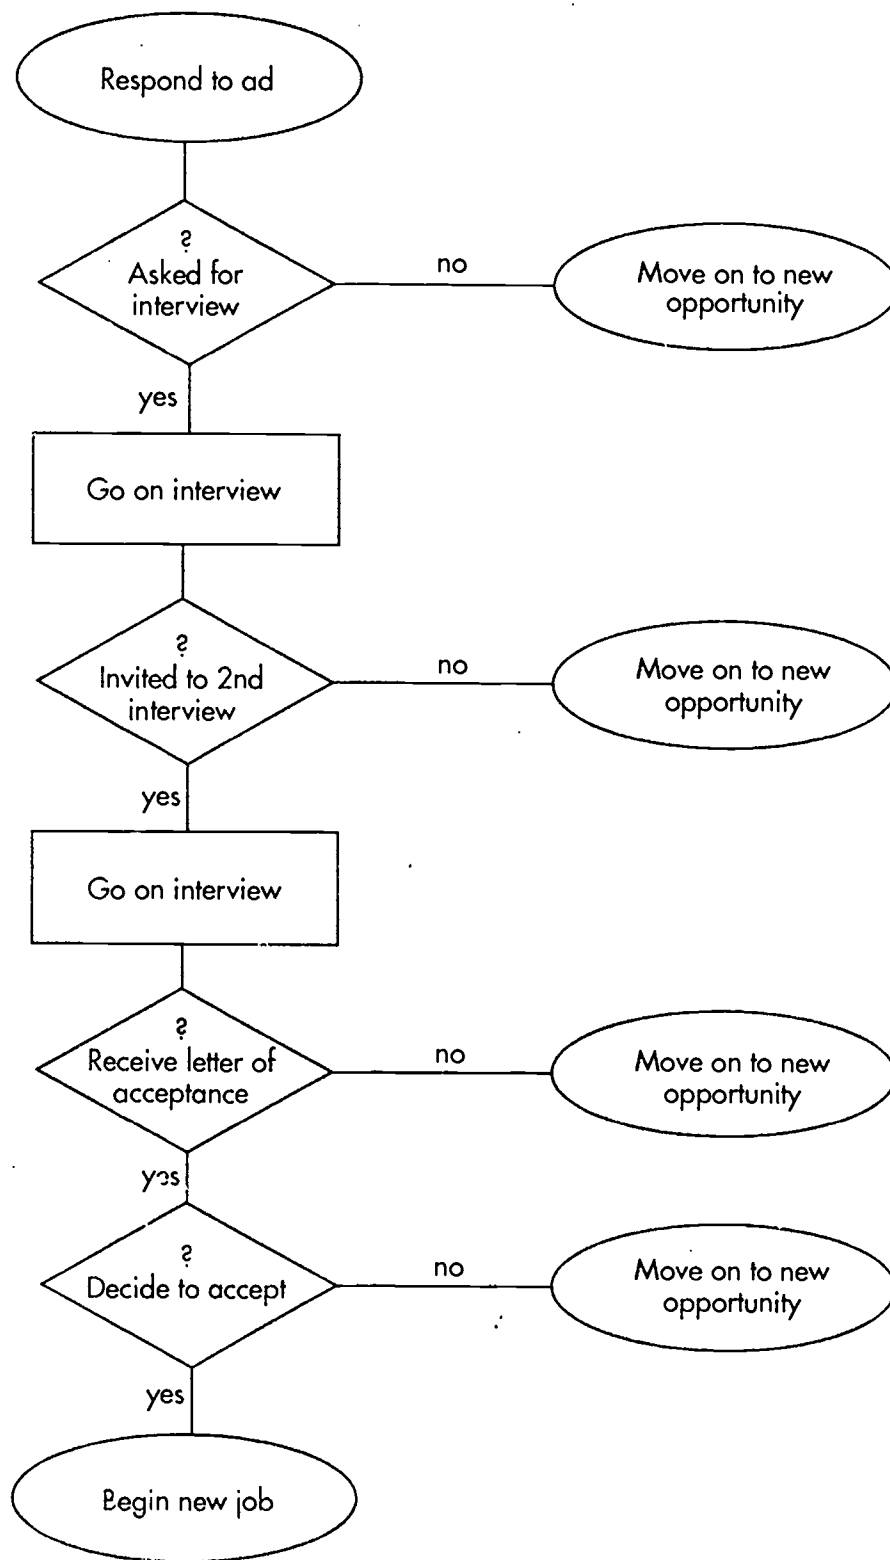 Respond to ad
?
Asked for
interview
no
Move on to new
opportunity
yes
Go on interview
?
Invited to 2nd
interview
no
Move on to new
opportunity
yes
Go on interview
?
Receive letter of
acceptance
no
Move on to new
opportunity
yes
?
Decide to accept
no
Move on to new
opportunity
yes
Begin new job